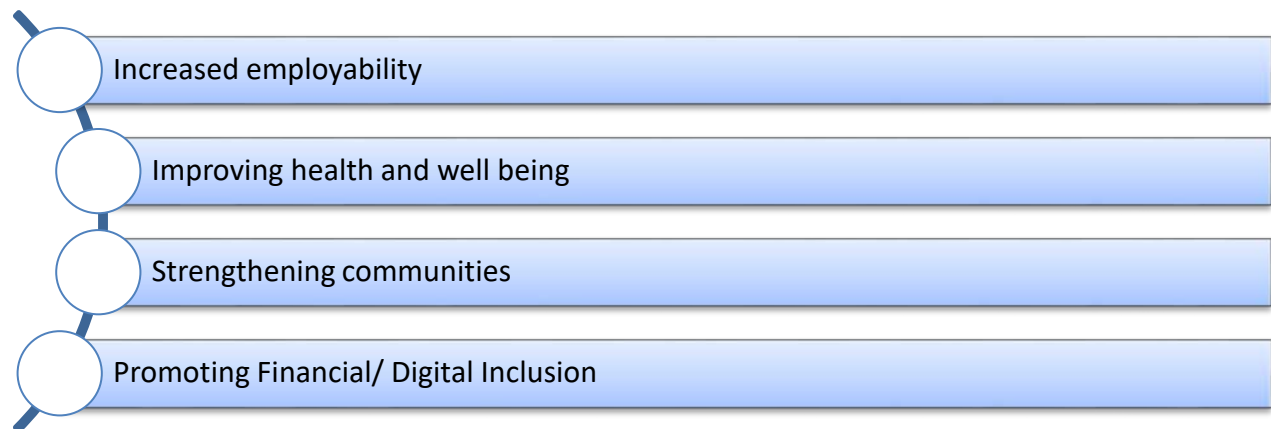 Increased employability
Improving health and well being
Strengthening communities
Promoting Financial/ Digital Inclusion